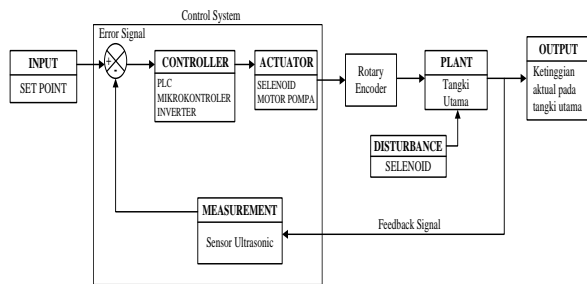 Control System
Error Signal
INPUT
SET POINT
+
-
CONTROLLER
PLC
MIKROKONTROLER
INVERTER
ACTUATOR
SELENOID
MOTOR POMPA
Rotary
Encoder
PLANT
Tangki
Utama
OUTPUT
Ketinggian
aktual pada
tangki utama
DISTURBANCE
SELENOID
MEASUREMENT
Sensor Ultrasonic
Feedback Signal